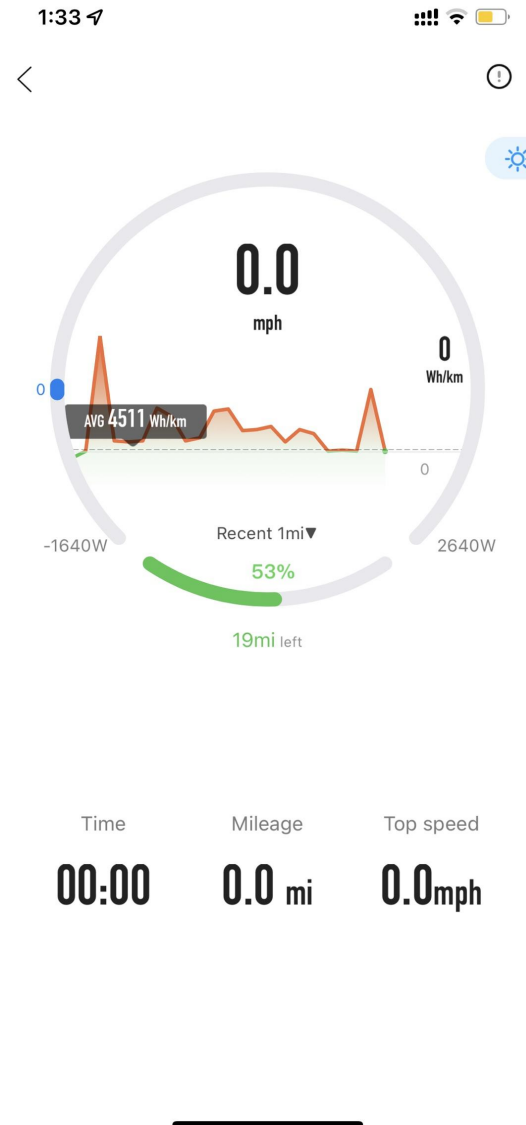 1:33
0.0
mph
0
Wh/km
0
AVG 4511 Wh/km
0
Recent 1mi▼
-1640W
2640W
53%
19mi left
Time
Mileage
Top speed
00:00
0.0 mi
0.0mph